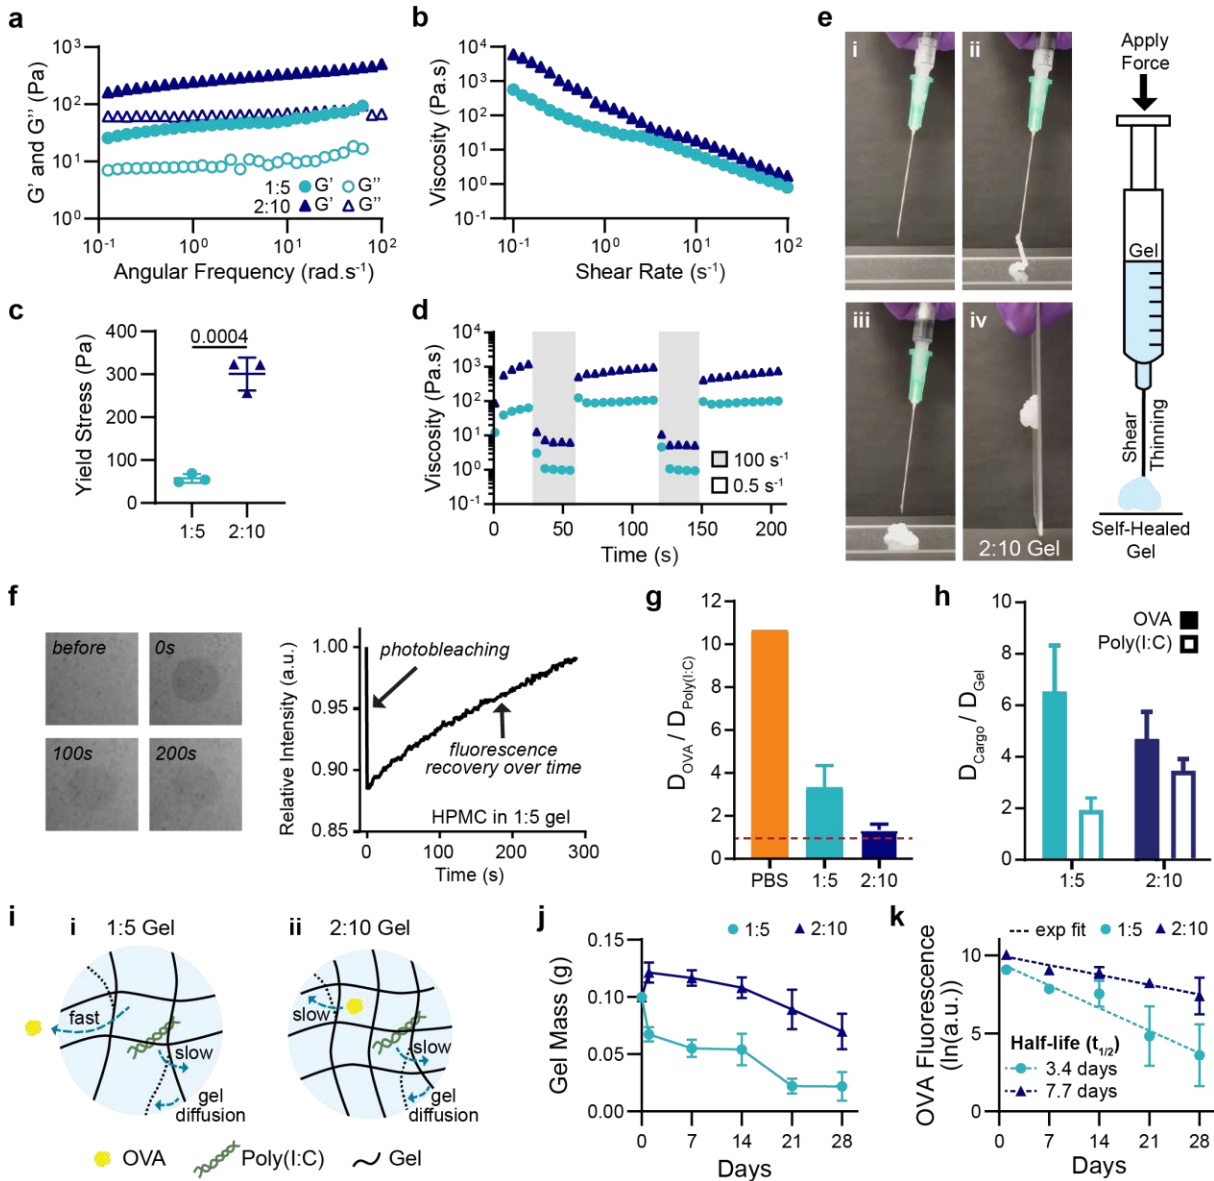 a
G' and G'' (Pa)
10³
10²
10¹
10⁰
1:5 G' G''
2:10 G' G''
10⁻¹ 10⁰ 10¹ 10²
Angular Frequency (rad.s⁻¹)
b
Viscosity (Pa.s)
10⁴
10³
10²
10¹
10⁰
10⁻¹
10⁻¹ 10⁰ 10¹ 10²
Shear Rate (s⁻¹)
c
Yield Stress (Pa)
400
300
200
100
0
0.0004
1:5 2:10
d
Viscosity (Pa.s)
10⁴
10³
10²
10¹
10⁰
10⁻¹
100 s⁻¹
0.5 s⁻¹
0 50 100 150 200
Time (s)
e
i
ii
iii
iv
2:10 Gel
Apply
Force
Gel
Shear
Thinning
Self-Healed
Gel
f
before
0s
100s
200s
Relative Intensity (a.u.)
1.00
0.95
0.90
0.85
photobleaching
fluorescence
recovery over time
HPMC in 1:5 gel
0 100 200 300
Time (s)
g
D_OVA / D_Poly(I:C)
12
10
8
6
4
2
0
PBS 1:5 2:10
h
D_Cargo / D_Gel
10
8
6
4
2
0
OVA
Poly(I:C)
1:5 2:10
i
i 1:5 Gel
fast
slow
gel
diffusion
ii 2:10 Gel
slow
slow
gel
diffusion
OVA Poly(I:C) Gel
j
1:5 2:10
Gel Mass (g)
0.15
0.10
0.05
0.00
0 7 14 21 28
Days
k
exp fit 1:5 2:10
OVA Fluorescence
(ln(a.u.))
10
5
0
Half-life (t₁/₂)
3.4 days
7.7 days
0 7 14 21 28
Days